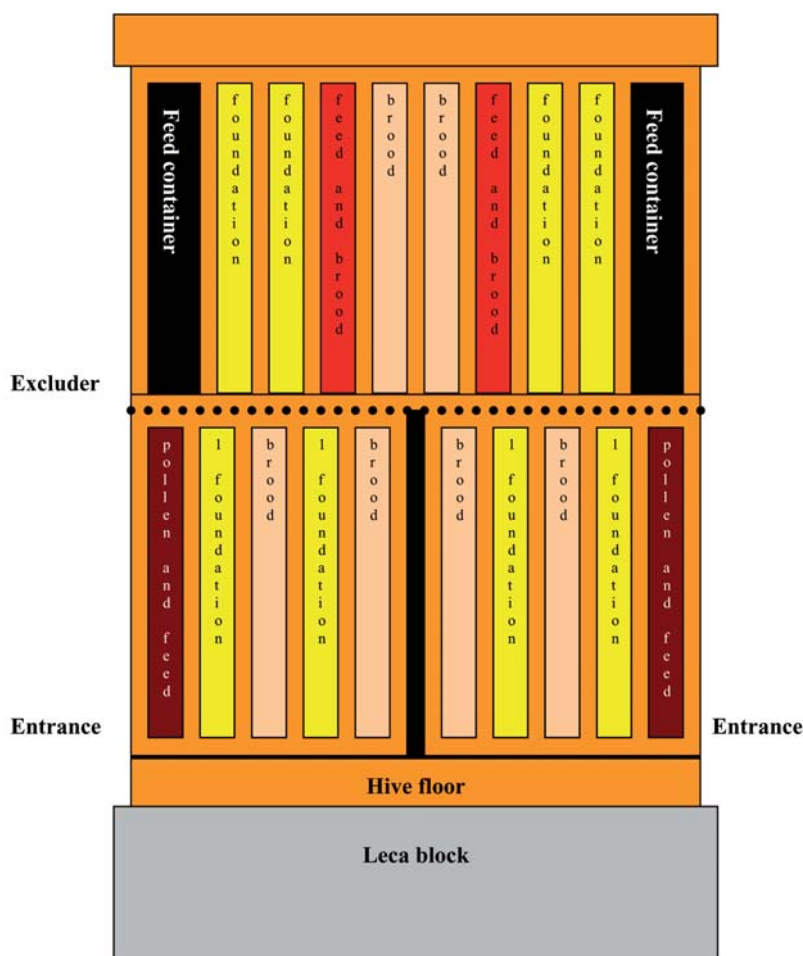 Feed container
foundation
foundation
feed and brood
brood
brood
feed and brood
foundation
foundation
Feed container
Excluder
pollen and feed
1 foundation
brood
1 foundation
brood
brood
1 foundation
brood
1 foundation
pollen and feed
Entrance
Entrance
Hive floor
Leca block